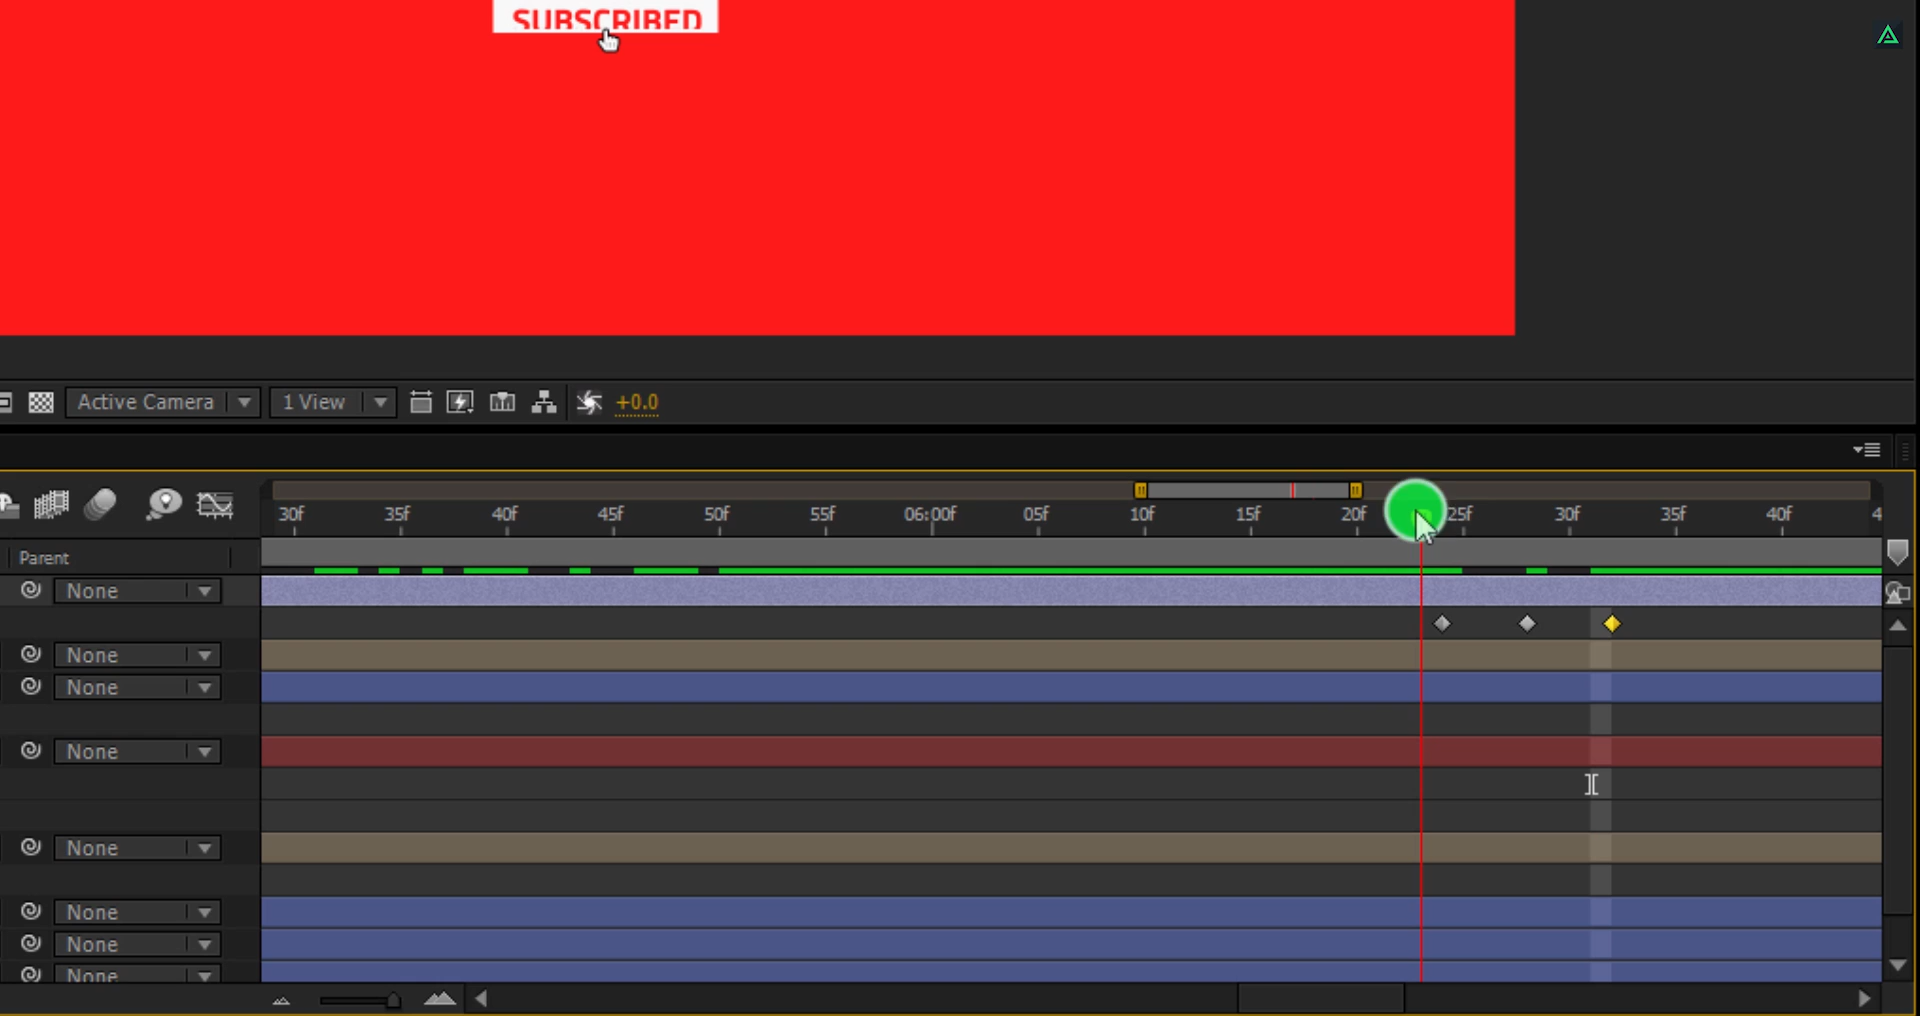 SUBSCRIBED
Active Camera
1 View
+0.0
30f 35f 40f 45f 50f 55f 06:00f 05f 10f 15f 20f 25f 30f 35f 40f 4
Parent
None
None
None
None
None
None
None
None